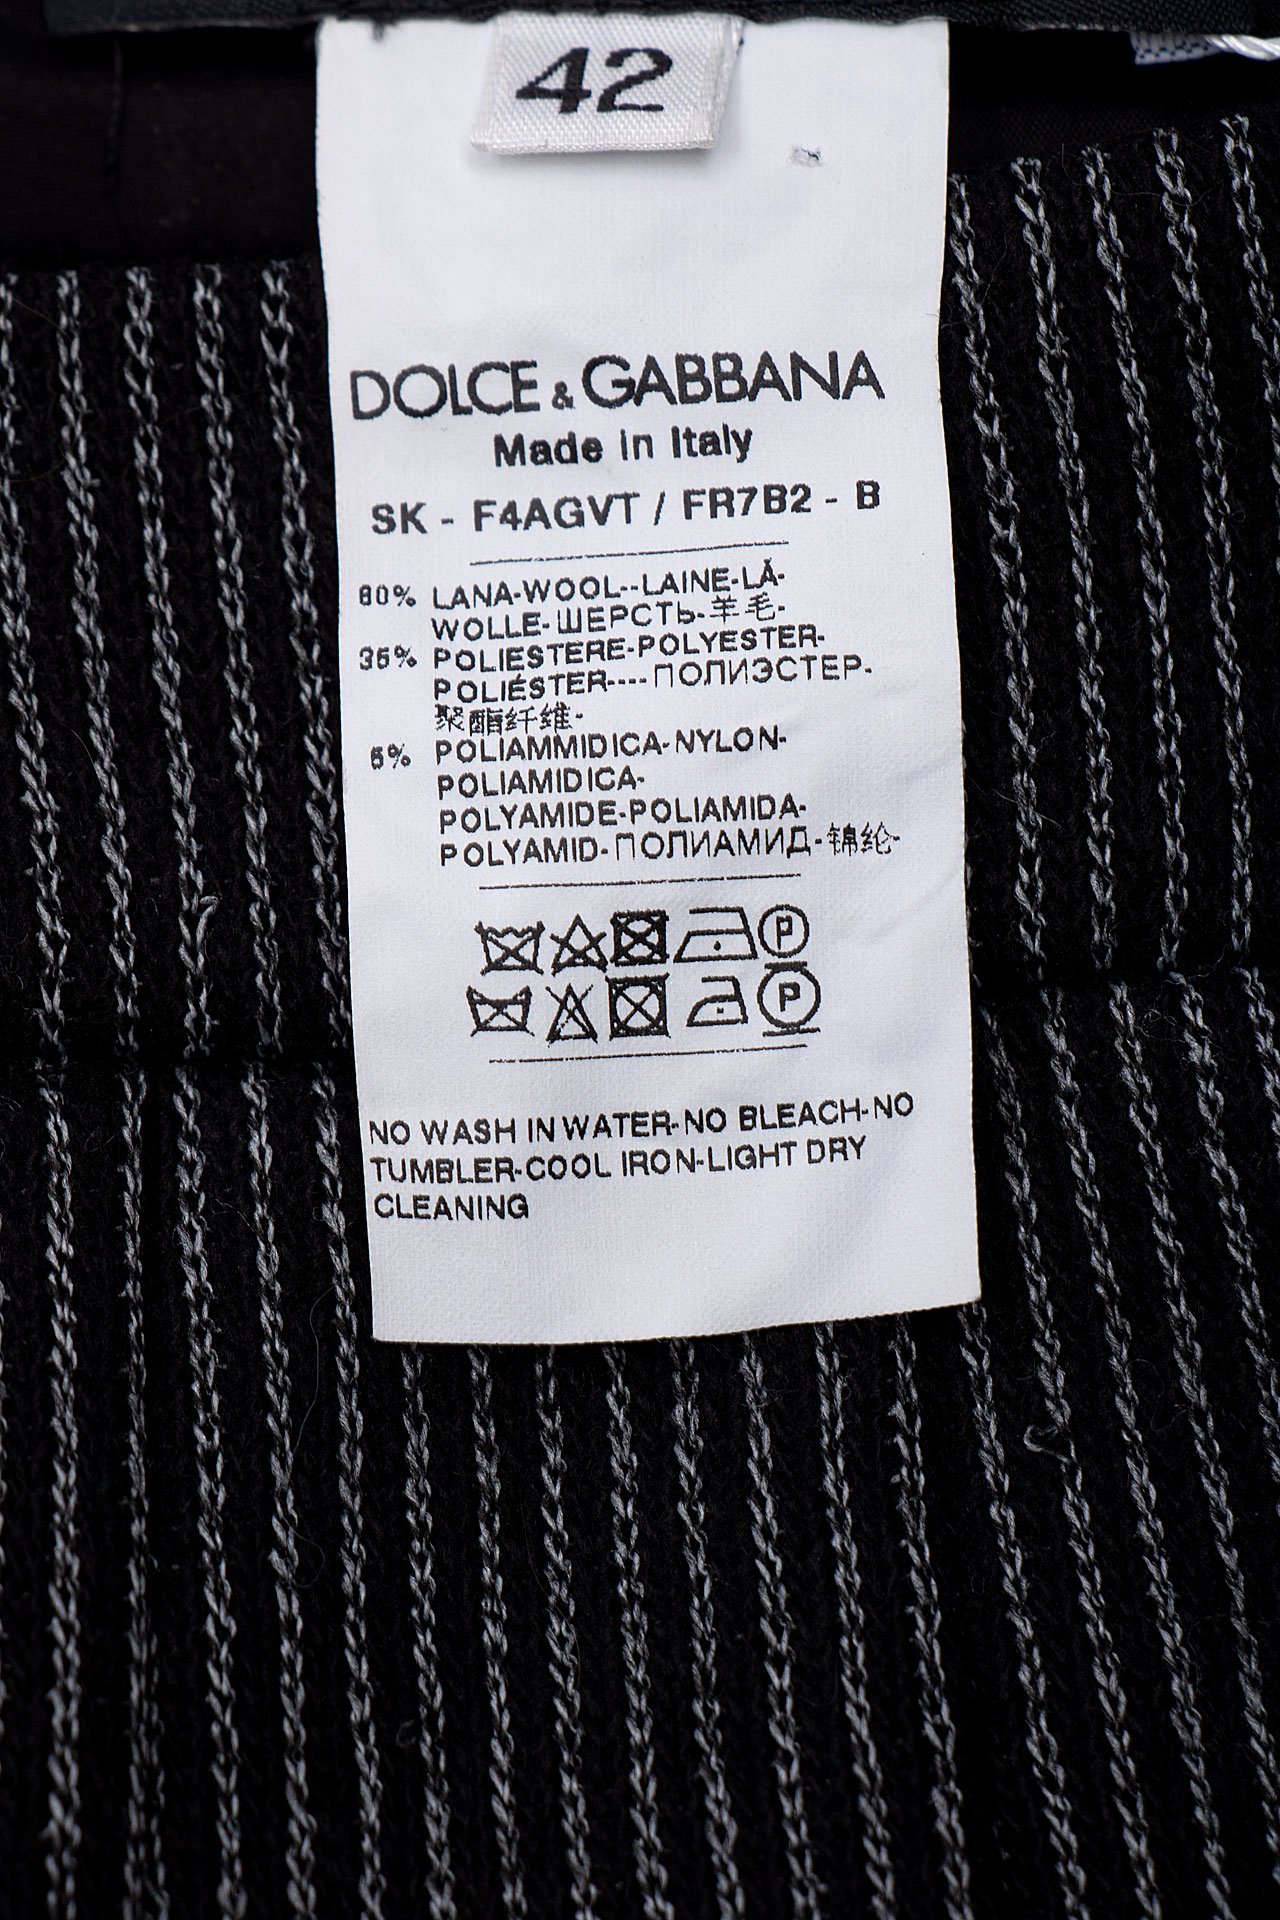 42
DOLCE & GABBANA
Made in Italy
SK - F4AGVT / FR7B2 - B
60% LANA-WOOL--LAINE-LÃ-
WOLLE-ШЕРСТЬ-羊毛-
35% POLIESTERE-POLYESTER-
POLIÉSTER----ПОЛИЭСТЕР-
聚酯纤维-
5% POLIAMMIDICA-NYLON-
POLIAMIDICA-
POLYAMIDE-POLIAMIDA-
POLYAMID-ПОЛИАМИД-锦纶-
P
P
NO WASH IN WATER-NO BLEACH-NO
TUMBLER-COOL IRON-LIGHT DRY
CLEANING